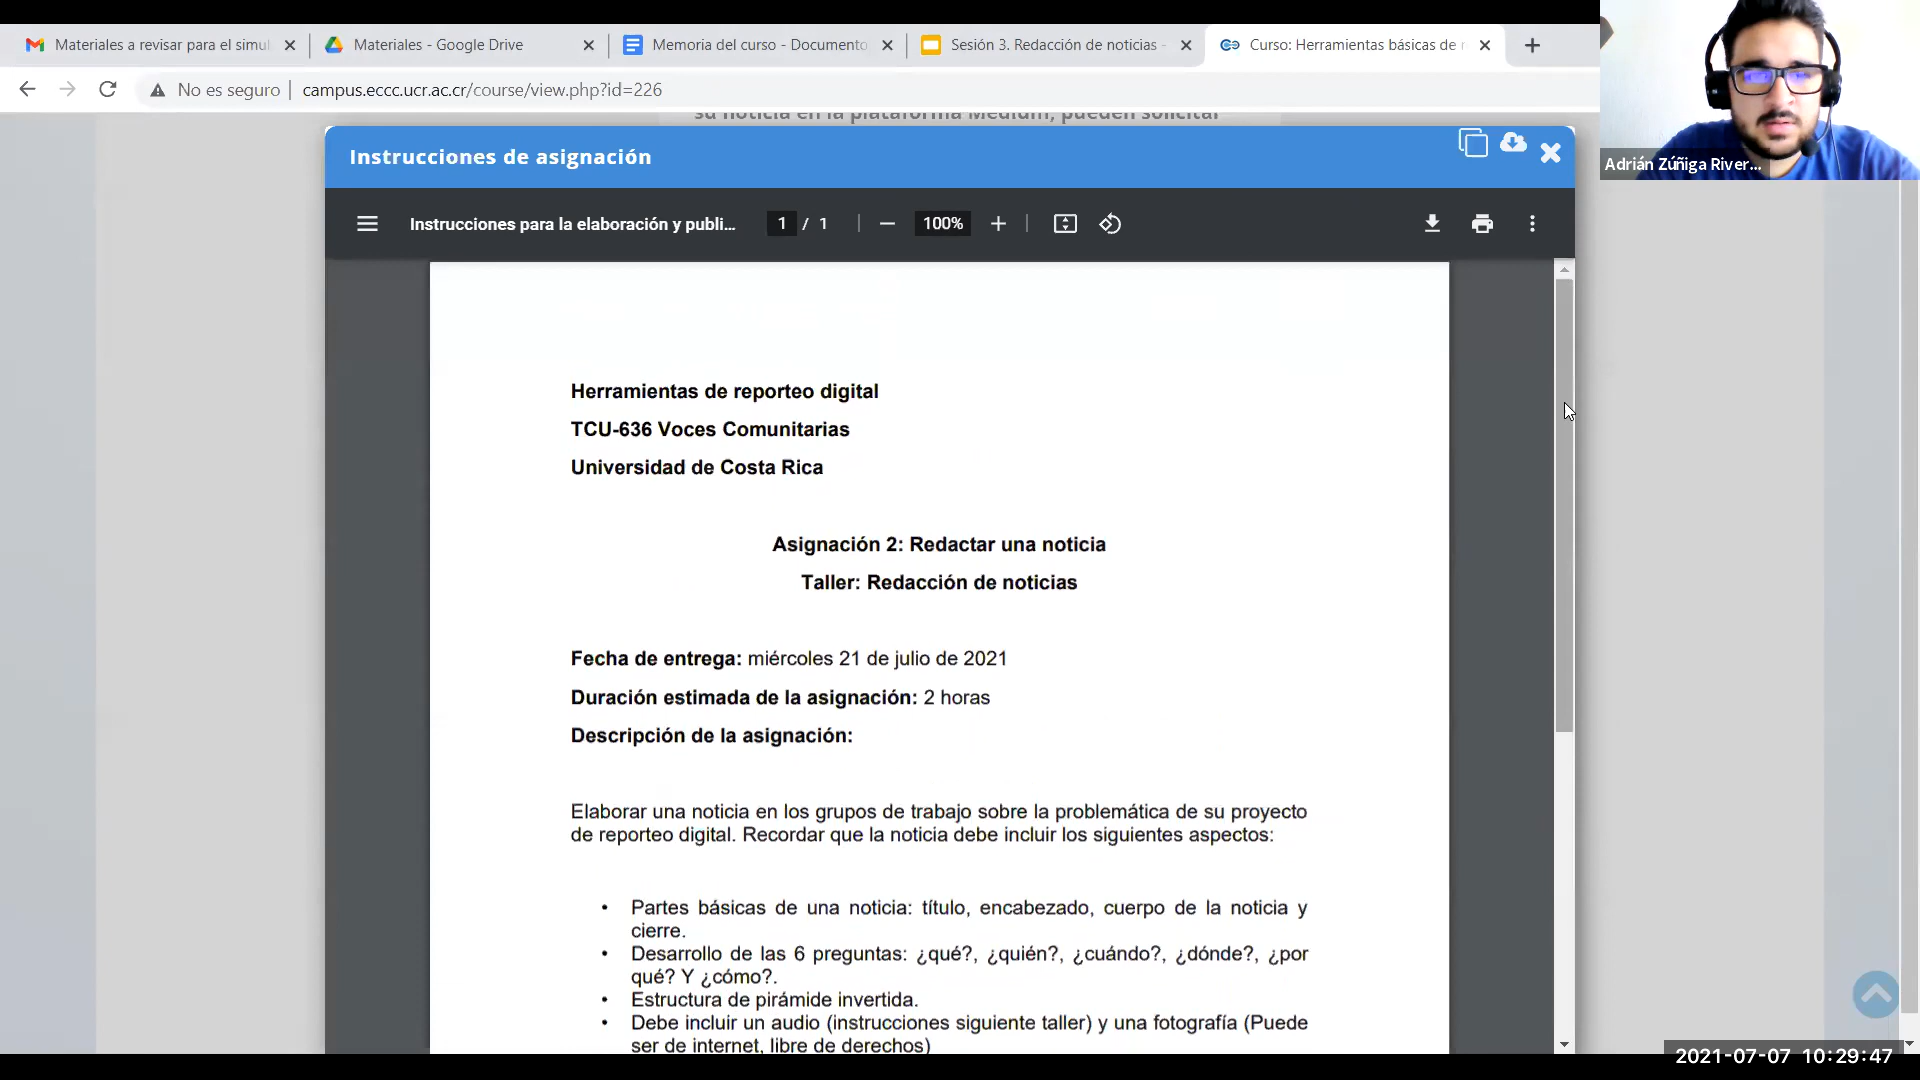 Materiales a revisar para el simul
Materiales - Google Drive
Memoria del curso - Documento
Sesión 3. Redacción de noticias -
Curso: Herramientas básicas de r
No es seguro
campus.eccc.ucr.ac.cr/course/view.php?id=226
su noticia en la plataforma Medium, pueden solicitar
Adrián Zúñiga River...
Instrucciones de asignación
Instrucciones para la elaboración y publi...
1 / 1
100%
Herramientas de reporteo digital
TCU-636 Voces Comunitarias
Universidad de Costa Rica
Asignación 2: Redactar una noticia
Taller: Redacción de noticias
Fecha de entrega: miércoles 21 de julio de 2021
Duración estimada de la asignación: 2 horas
Descripción de la asignación:
Elaborar una noticia en los grupos de trabajo sobre la problemática de su proyecto
de reporteo digital. Recordar que la noticia debe incluir los siguientes aspectos:
• Partes básicas de una noticia: título, encabezado, cuerpo de la noticia y
cierre.
• Desarrollo de las 6 preguntas: ¿qué?, ¿quién?, ¿cuándo?, ¿dónde?, ¿por
qué? Y ¿cómo?.
• Estructura de pirámide invertida.
• Debe incluir un audio (instrucciones siguiente taller) y una fotografía (Puede
ser de internet, libre de derechos)
2021-07-07 10:29:47